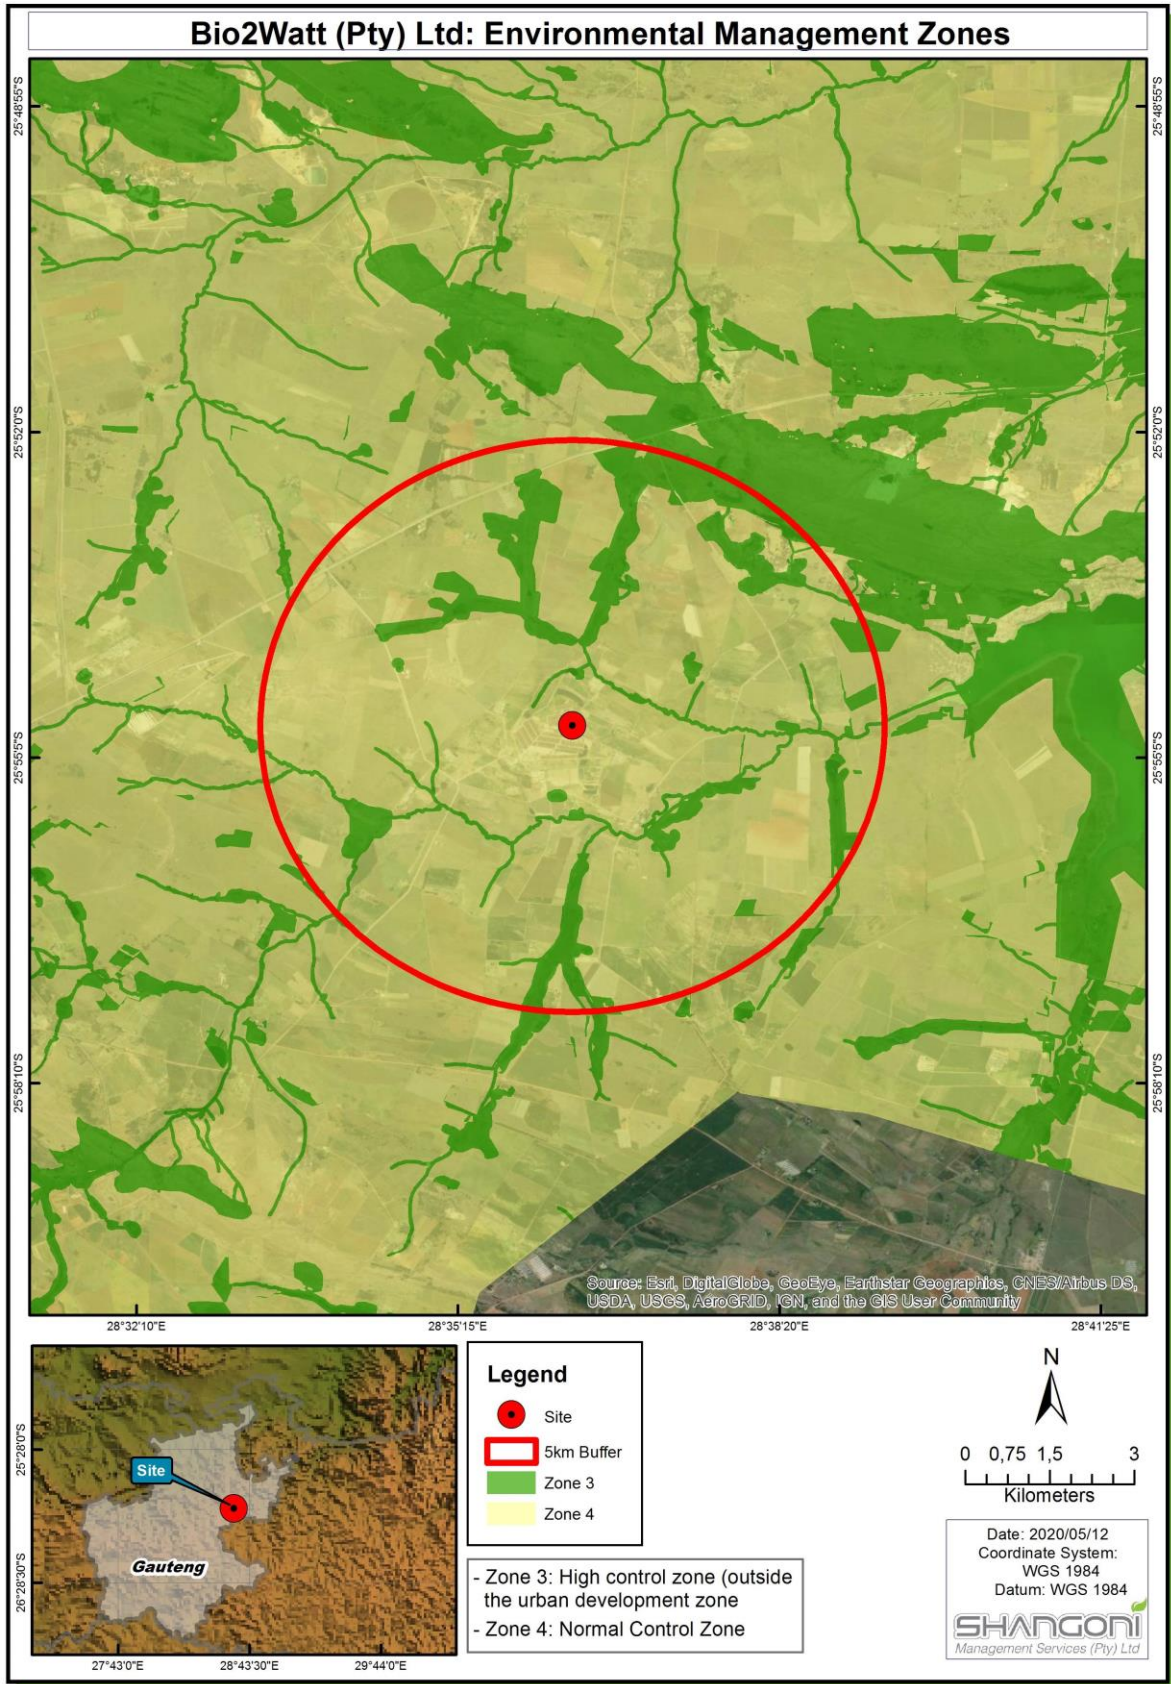 Bio2Watt (Pty) Ltd: Environmental Management Zones
25°48'55"S
25°48'55"S
25°52'0"S
25°52'0"S
25°55'5"S
25°55'5"S
25°58'10"S
25°58'10"S
Source: Esri, DigitalGlobe, GeoEye, Earthstar Geographics, CNES/Airbus DS,
USDA, USGS, AeroGRID, IGN, and the GIS User Community
28°32'10"E
28°35'15"E
28°38'20"E
28°41'25"E
25°28'0"S
26°28'30"S
Site
Gauteng
27°43'0"E
28°43'30"E
29°44'0"E
Legend
Site
5km Buffer
Zone 3
Zone 4
- Zone 3: High control zone (outside
the urban development zone
- Zone 4: Normal Control Zone
N
0 0,75 1,5 3
Kilometers
Date: 2020/05/12
Coordinate System:
WGS 1984
Datum: WGS 1984
SHANGONI
Management Services (Pty) Ltd